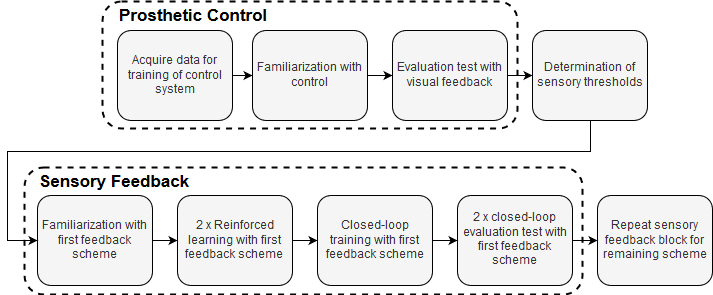 Prosthetic Control
Acquire data for
training of control
system
Familiarization with
control
Evaluation test with
visual feedback
Determination of
sensory thresholds
Sensory Feedback
Familiarization with
first feedback
scheme
2 x Reinforced
learning with first
feedback scheme
Closed-loop
training with first
feedback scheme
2 x closed-loop
evaluation test with
first feedback
scheme
Repeat sensory
feedback block for
remaining scheme